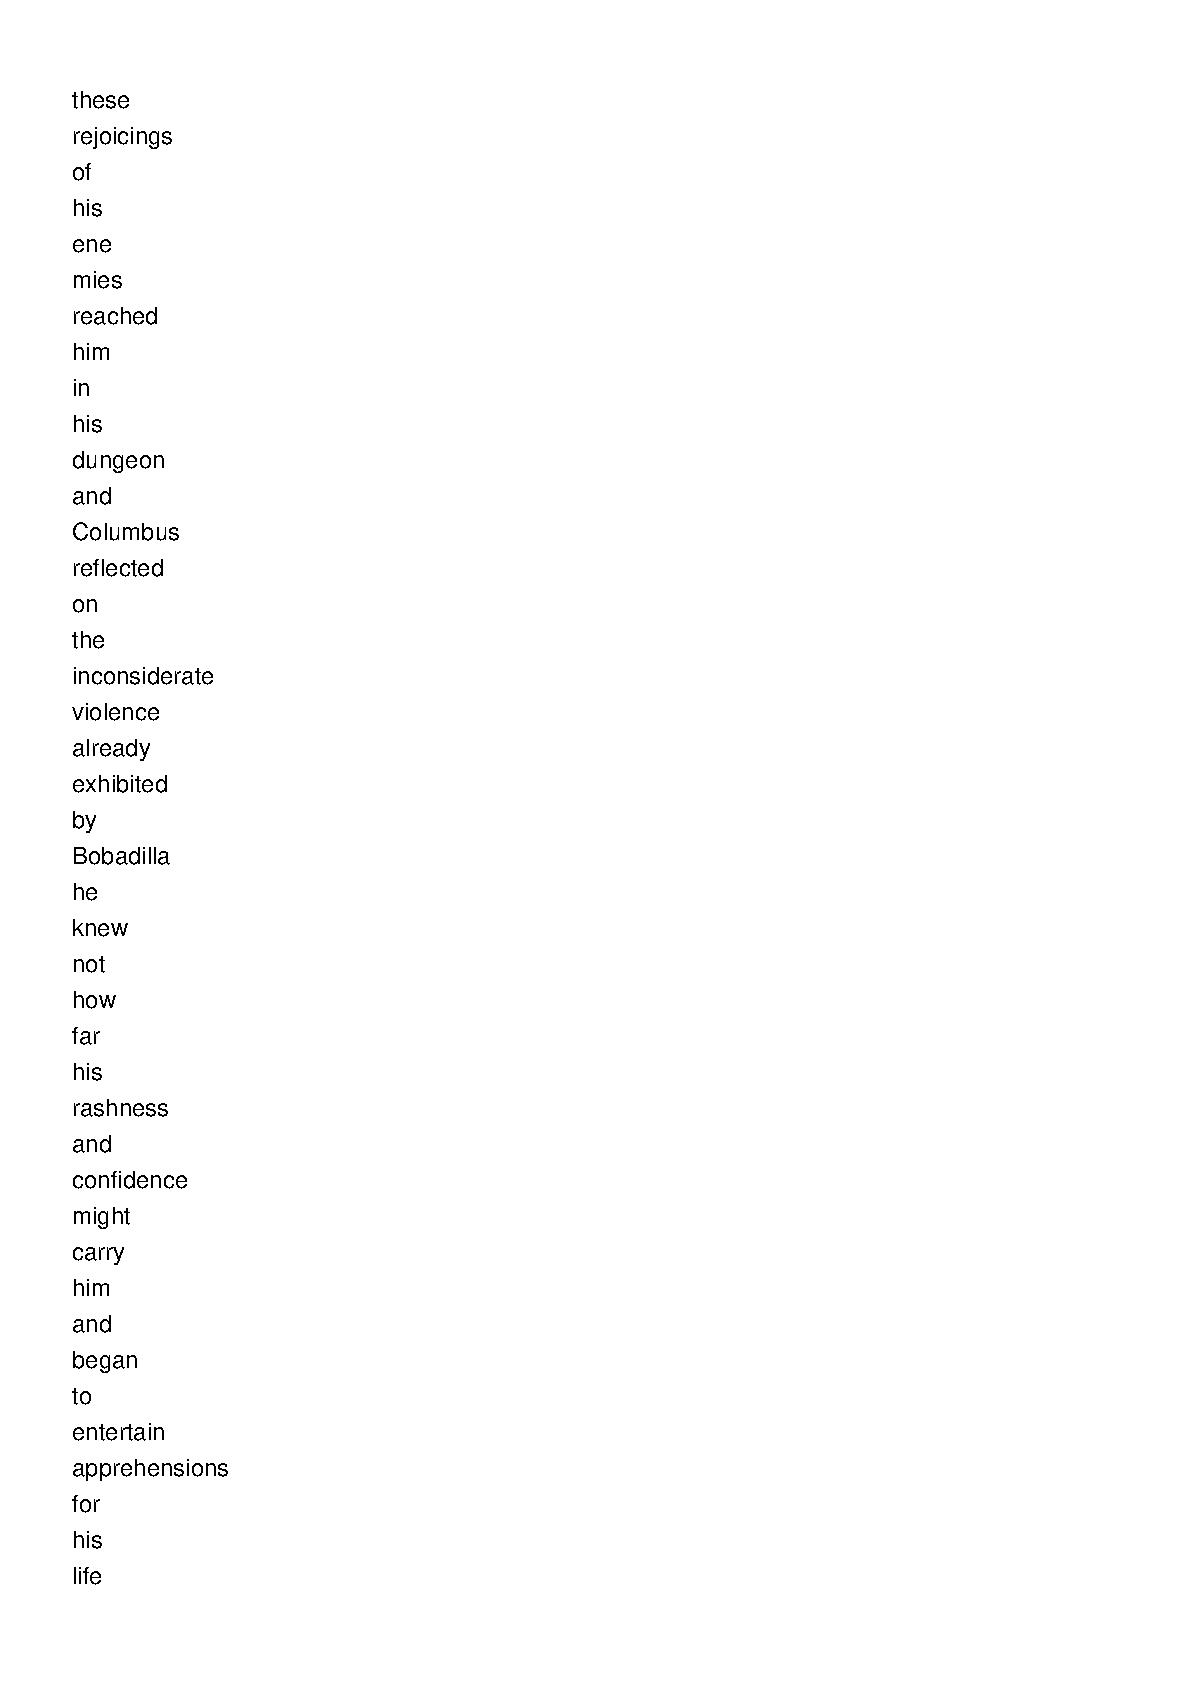 these
rejoicings
of
his
ene
mies
reached
him
in
his
dungeon
and
Columbus
reflected
on
the
inconsiderate
violence
already
exhibited
by
Bobadilla
he
knew
not
how
far
his
rashness
and
confidence
might
carry
him
and
began
to
entertain
apprehensions
for
his
life